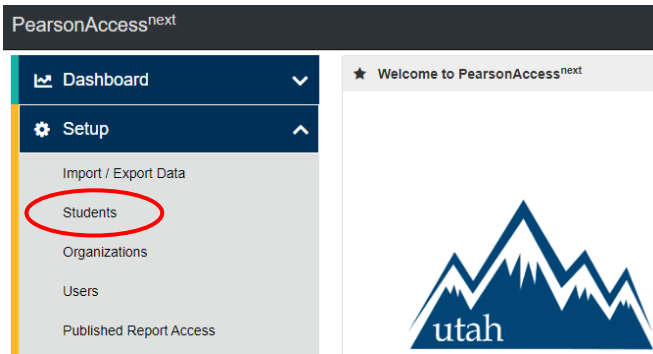 PearsonAccessnext
Dashboard
Setup
Import / Export Data
Students
Organizations
Users
Published Report Access
Welcome to PearsonAccessnext
utah